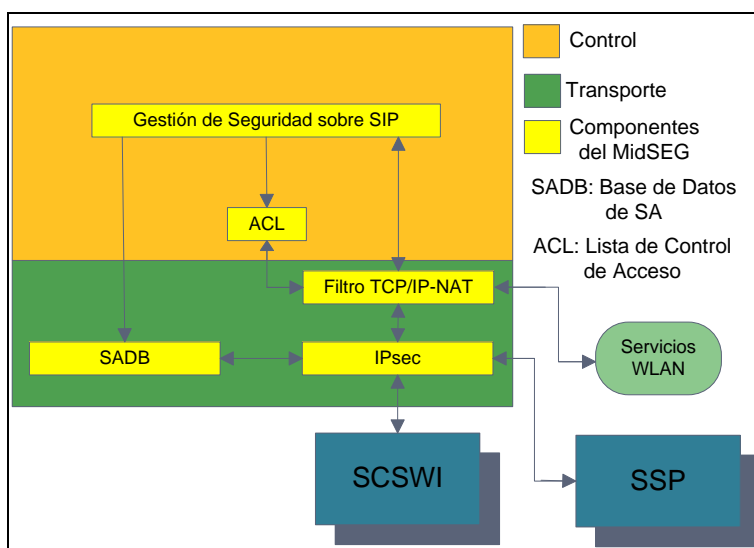 Control
Transporte
Componentes
del MidSEG
SADB: Base de Datos
de SA
ACL: Lista de Control
de Acceso
Gestión de Seguridad sobre SIP
ACL
Filtro TCP/IP-NAT
SADB
IPsec
Servicios
WLAN
SCSWI
SSP